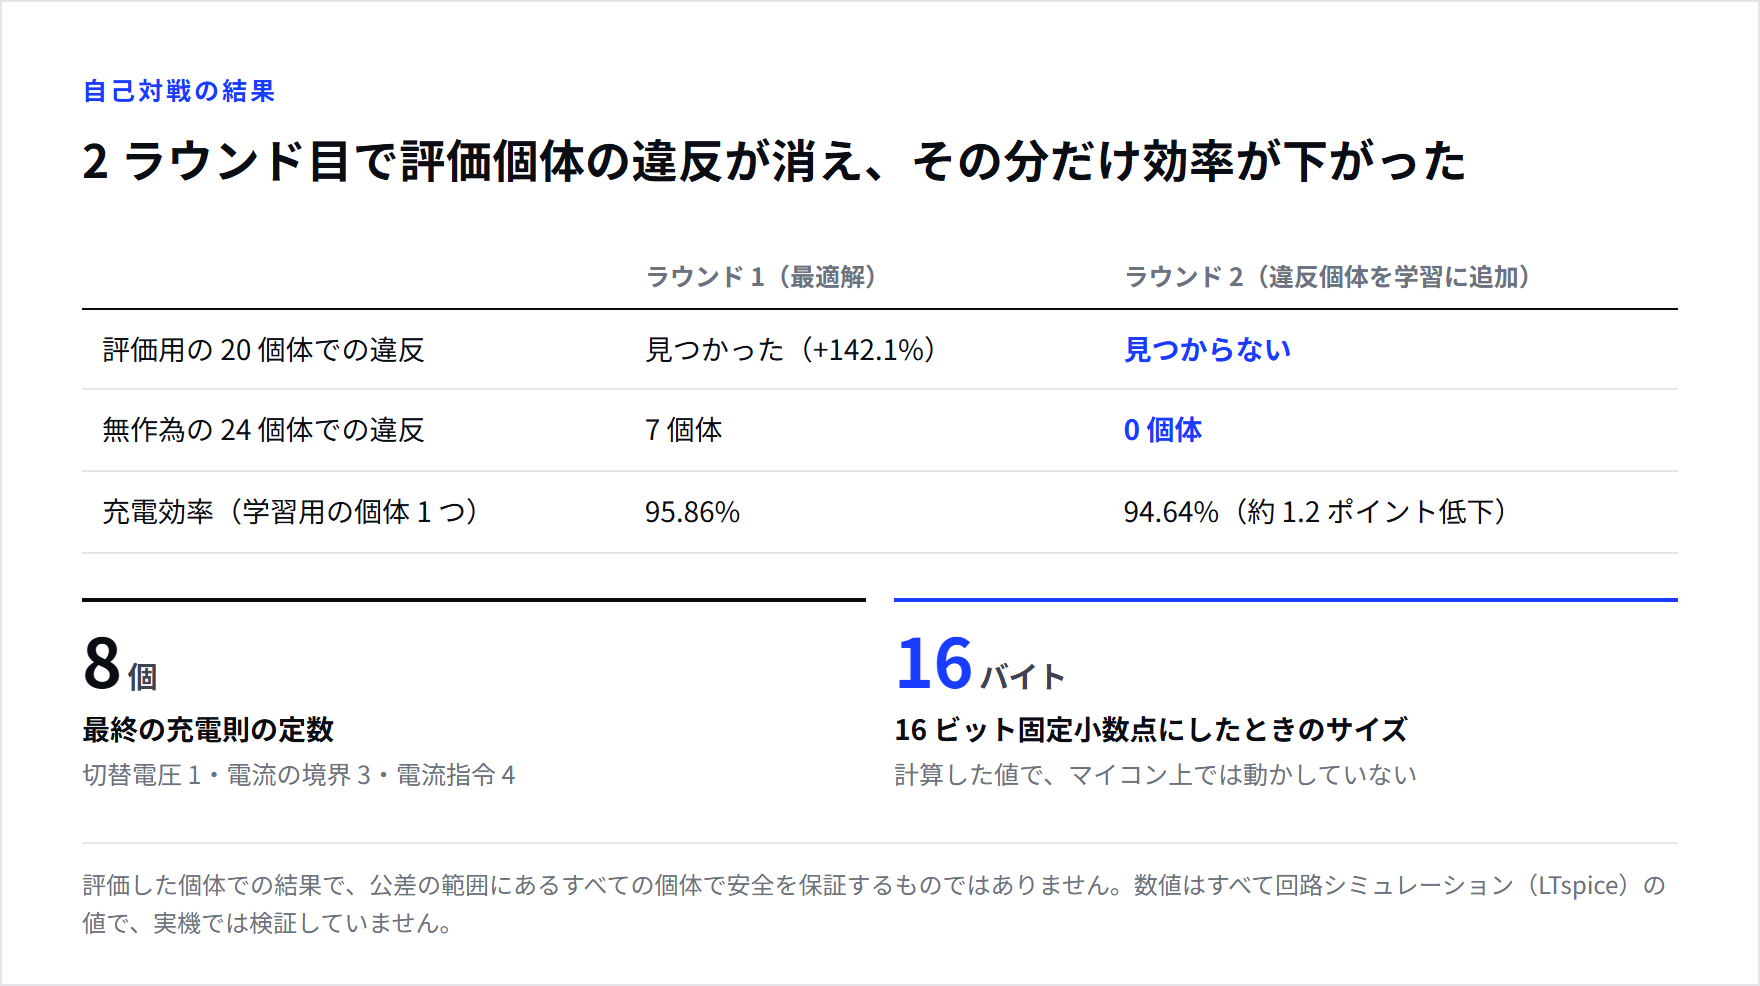 自己対戦の結果
2 ラウンド目で評価個体の違反が消え、その分だけ効率が下がった
ラウンド 1（最適解）
ラウンド 2（違反個体を学習に追加）
評価用の 20 個体での違反
見つかった（+142.1%）
見つからない
無作為の 24 個体での違反
7 個体
0 個体
充電効率（学習用の個体 1 つ）
95.86%
94.64%（約 1.2 ポイント低下）
8 個
最終の充電則の定数
切替電圧 1・電流の境界 3・電流指令 4
16 バイト
16 ビット固定小数点にしたときのサイズ
計算した値で、マイコン上では動かしていない
評価した個体での結果で、公差の範囲にあるすべての個体で安全を保証するものではありません。数値はすべて回路シミュレーション（LTspice）の
値で、実機では検証していません。